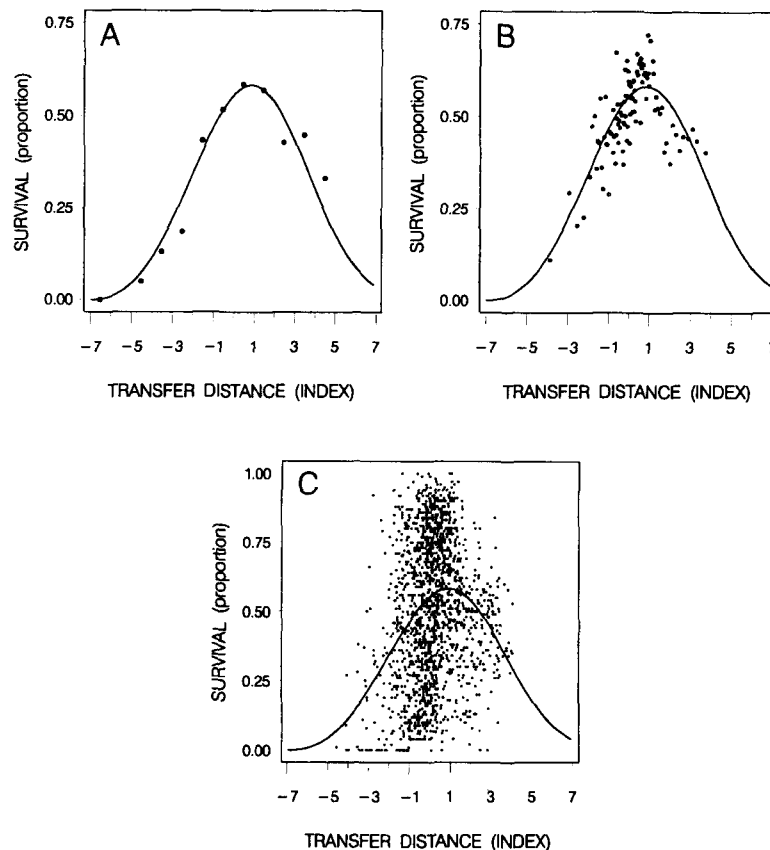 A
SURVIVAL (proportion)
0.75
0.50
0.25
0.00
−7 −5 −3 −1 1 3 5 7
TRANSFER DISTANCE (INDEX)
B
SURVIVAL (proportion)
0.75
0.50
0.25
0.00
−7 −5 −3 −1 1 3 5
TRANSFER DISTANCE (INDEX)
C
SURVIVAL (proportion)
1.00
0.75
0.50
0.25
0.00
−7 −5 −3 −1 1 3 5 7
TRANSFER DISTANCE (INDEX)